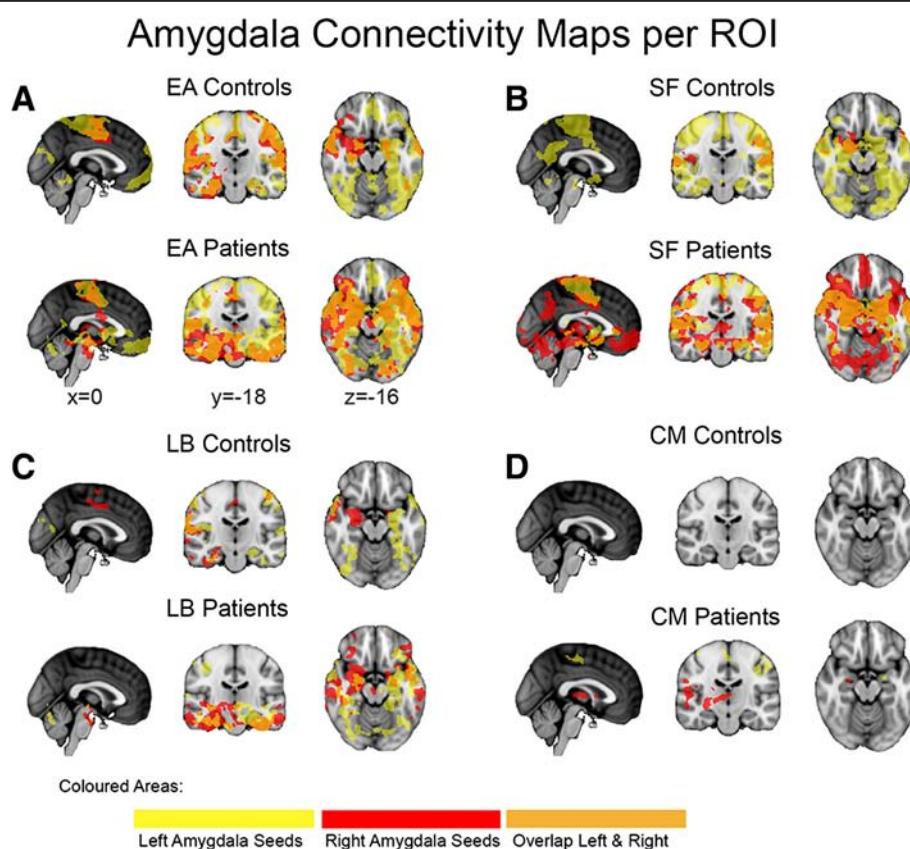 Amygdala Connectivity Maps per ROI
A
EA Controls
B
SF Controls
EA Patients
SF Patients
x=0
y=-18
z=-16
C
LB Controls
D
CM Controls
LB Patients
CM Patients
Coloured Areas:
Left Amygdala Seeds
Right Amygdala Seeds
Overlap Left & Right